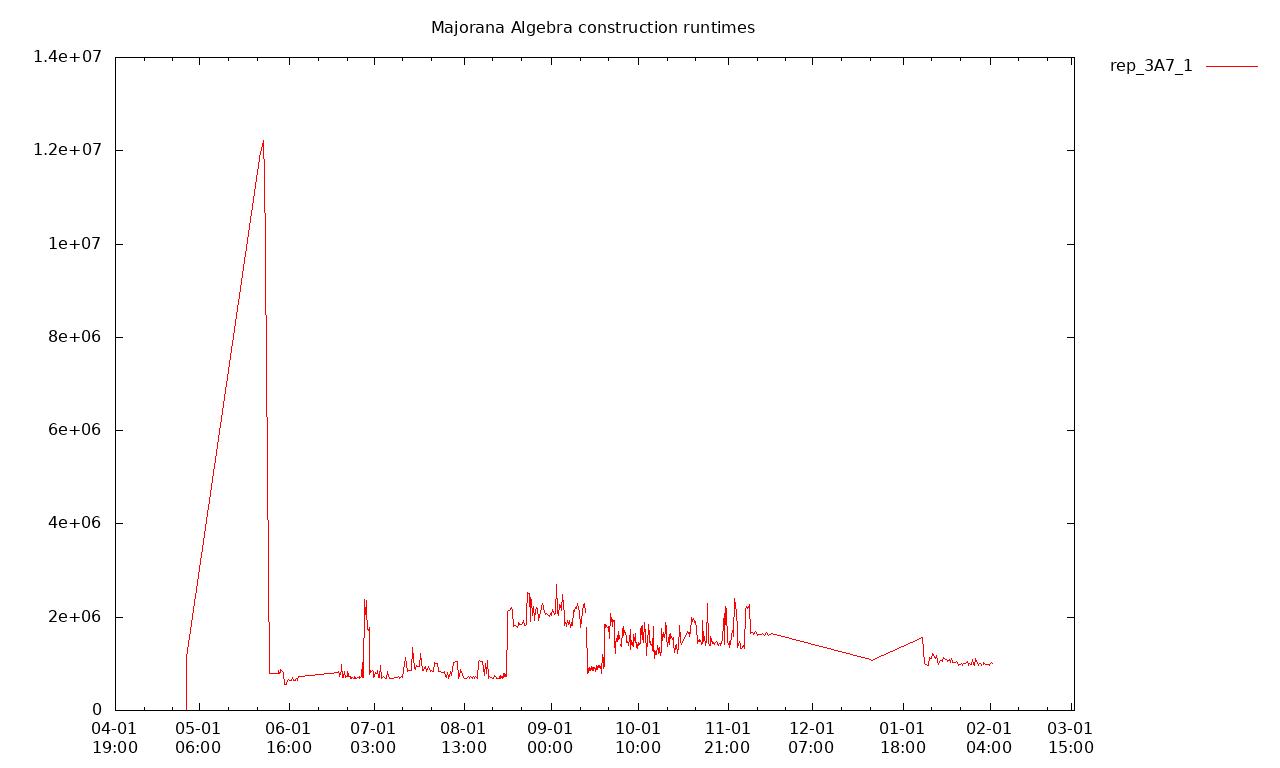 Majorana Algebra construction runtimes
rep_3A7_1
1.4e+07
1.2e+07
1e+07
8e+06
6e+06
4e+06
2e+06
0
04-01 05-01 06-01 07-01 08-01 09-01 10-01 11-01 12-01 01-01 02-01 03-01
19:00 06:00 16:00 03:00 13:00 00:00 10:00 21:00 07:00 18:00 04:00 15:00